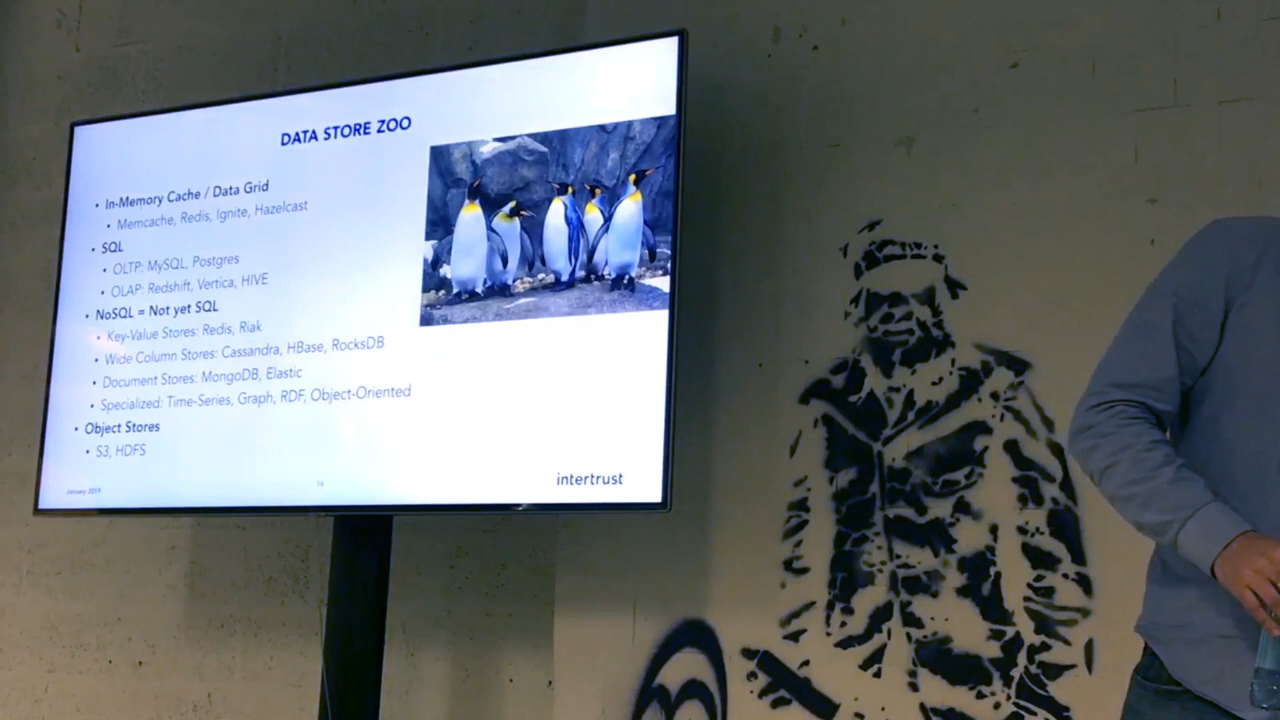 DATA STORE ZOO
• In-Memory Cache / Data Grid
• Memcache, Redis, Ignite, Hazelcast
• SQL
• OLTP: MySQL, Postgres
• OLAP: Redshift, Vertica, HIVE
• NoSQL = Not yet SQL
• Key-Value Stores: Redis, Riak
• Wide Column Stores: Cassandra, HBase, RocksDB
• Document Stores: MongoDB, Elastic
• Specialized: Time-Series, Graph, RDF, Object-Oriented
• Object Stores
• S3, HDFS
January 2019
14
intertrust